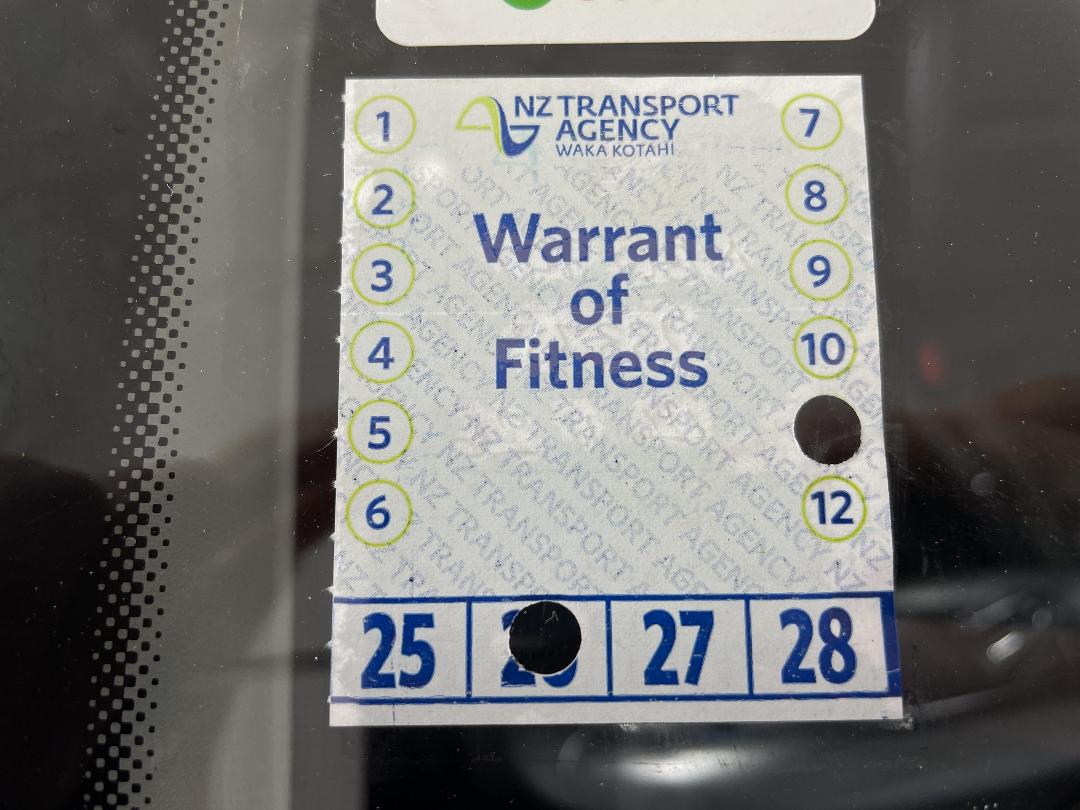 NZ TRANSPORT
AGENCY
WAKA KOTAHI
1
2
3
4
5
6
7
8
9
10
12
Warrant
of
Fitness
25
27
28